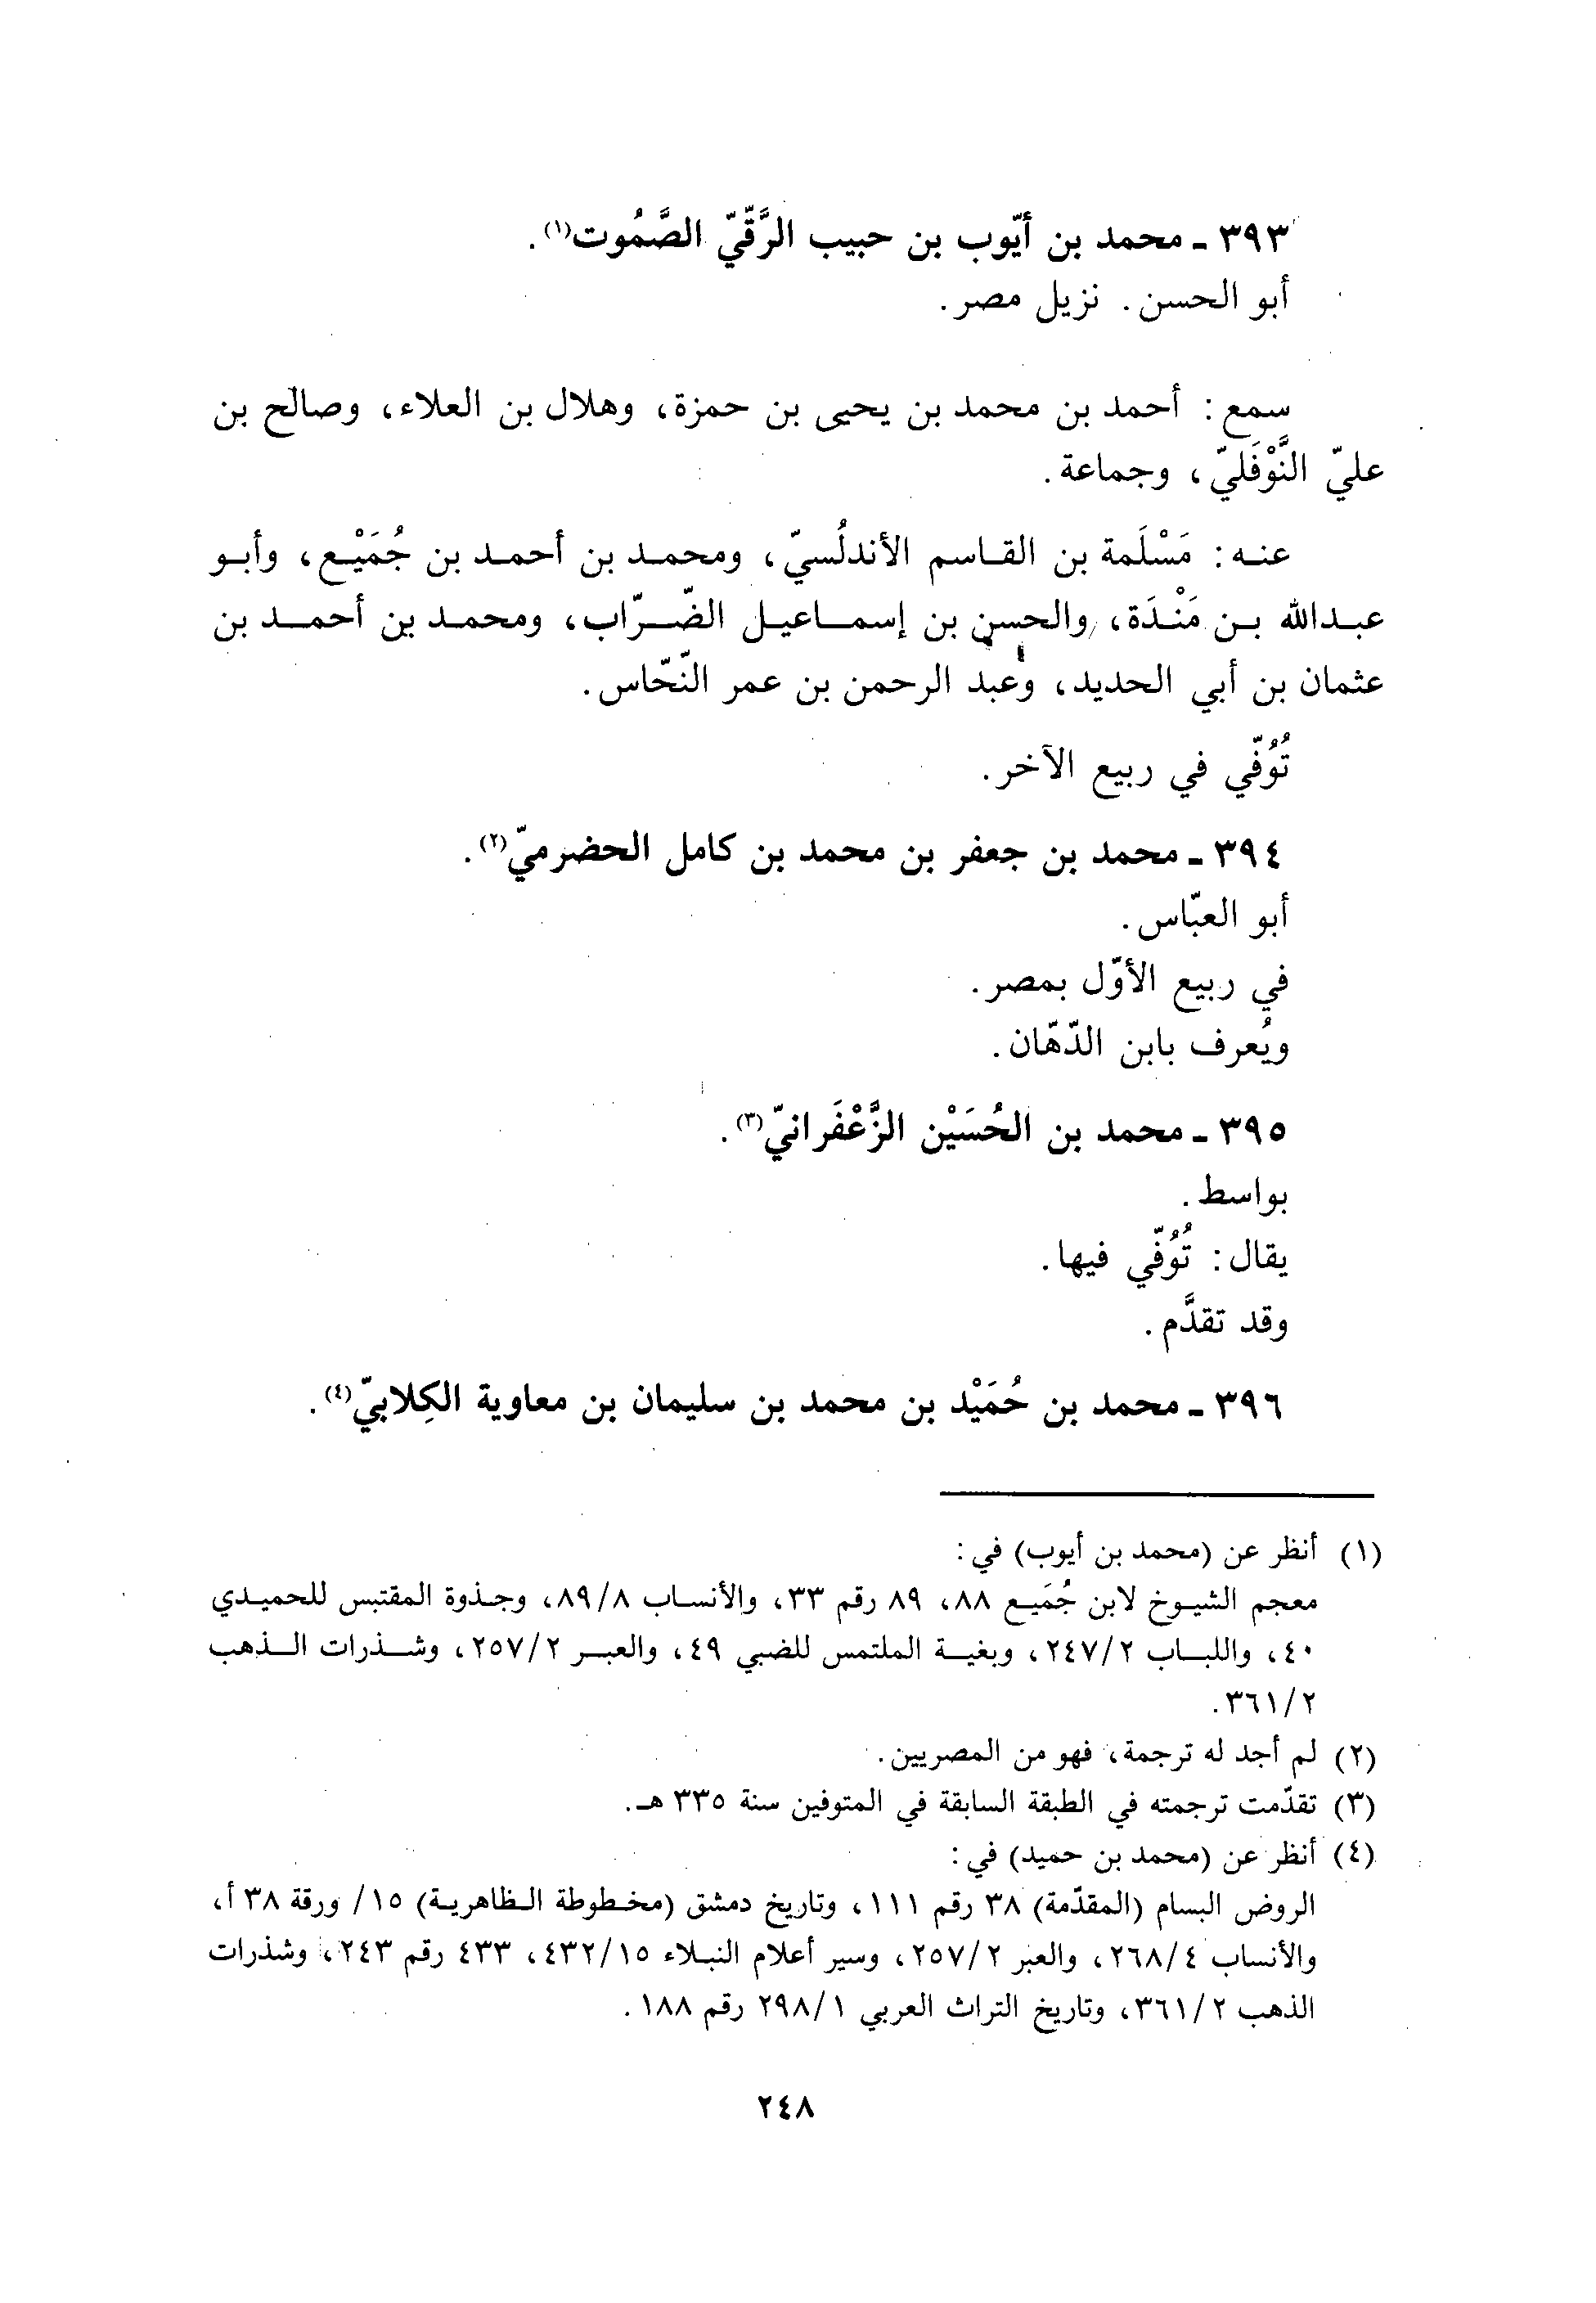 ٣٩٣ ـ محمد بن أيّوب بن حبيب الرَّقّيّ الصَّمُوت(١).
أبو الحسن. نزيل مصر.
سمع: أحمد بن محمد بن يحيى بن حمزة، وهلال بن العلاء، وصالح بن
عليّ النَّوْفَليّ، وجماعة.
عنه: مَسْلَمة بن القاسم الأندلُسيّ، ومحمد بن أحمد بن جُمَيْع، وأبو
عبدالله بن مَنْدَة، والحسن بن إسماعيل الضّرّاب، ومحمد بن أحمد بن
عثمان بن أبي الحديد، وعبد الرحمن بن عمر النّحّاس.
تُوُفّي في ربيع الآخر.
٣٩٤ ـ محمد بن جعفر بن محمد بن كامل الحضرميّ(٢).
أبو العبّاس.
في ربيع الأوّل بمصر.
ويُعرف بابن الدّهّان.
٣٩٥ ـ محمد بن الحُسَيْن الزَّعْفَرانيّ(٣).
بواسط.
يقال: تُوُفّي فيها.
وقد تقدَّم.
٣٩٦ ـ محمد بن حُمَيْد بن محمد بن سليمان بن معاوية الكِلابيّ(٤).
(١) أنظر عن (محمد بن أيوب) في:
معجم الشيوخ لابن جُمَيع ٨٨، ٨٩ رقم ٣٣، والأنساب ٨٩/٨، وجذوة المقتبس للحميدي
٤٠، واللباب ٢٤٧/٢، وبغية الملتمس للضبي ٤٩، والعبر ٢٥٧/٢، وشذرات الذهب
٣٦١/٢.
(٢) لم أجد له ترجمة، فهو من المصريين.
(٣) تقدّمت ترجمته في الطبقة السابقة في المتوفين سنة ٣٣٥ هـ.
(٤) أنظر عن (محمد بن حميد) في:
الروض البسام (المقدّمة) ٣٨ رقم ١١١، وتاريخ دمشق (مخطوطة الظاهرية) ١٥/ ورقة ٣٨ أ،
والأنساب ٢٦٨/٤، والعبر ٢٥٧/٢، وسير أعلام النبلاء ٤٣٢/١٥، ٤٣٣ رقم ٢٤٣، وشذرات
الذهب ٣٦١/٢، وتاريخ التراث العربي ٢٩٨/١ رقم ١٨٨.
٢٤٨